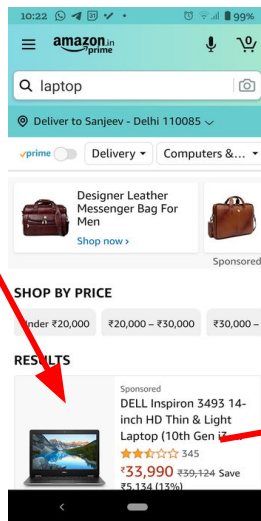 10:22 31 99%
amazon.in
prime
0
laptop
Deliver to Sanjeev - Delhi 110085
prime Delivery Computers &...
Designer Leather
Messenger Bag For
Men
Shop now ›
Sponsored
SHOP BY PRICE
Under ₹20,000 ₹20,000 – ₹30,000 ₹30,000 –
RESULTS
Sponsored
DELL Inspiron 3493 14-
inch HD Thin & Light
Laptop (10th Gen
345
₹33,990 ₹39,124 Save
₹5,134 (13%)